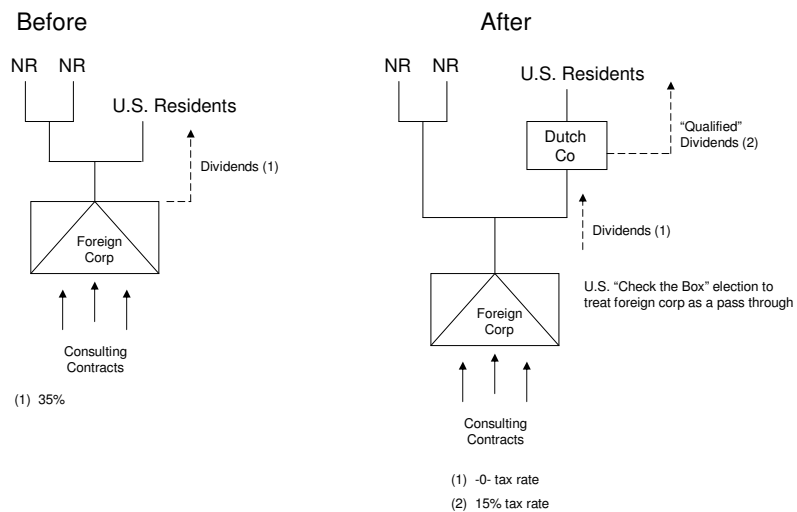 Before
NR NR
U.S. Residents
Dividends (1)
Foreign
Corp
Consulting
Contracts
(1) 35%
After
NR NR
U.S. Residents
Dutch
Co
“Qualified”
Dividends (2)
Dividends (1)
U.S. “Check the Box” election to
treat foreign corp as a pass through
Foreign
Corp
Consulting
Contracts
(1) -0- tax rate
(2) 15% tax rate